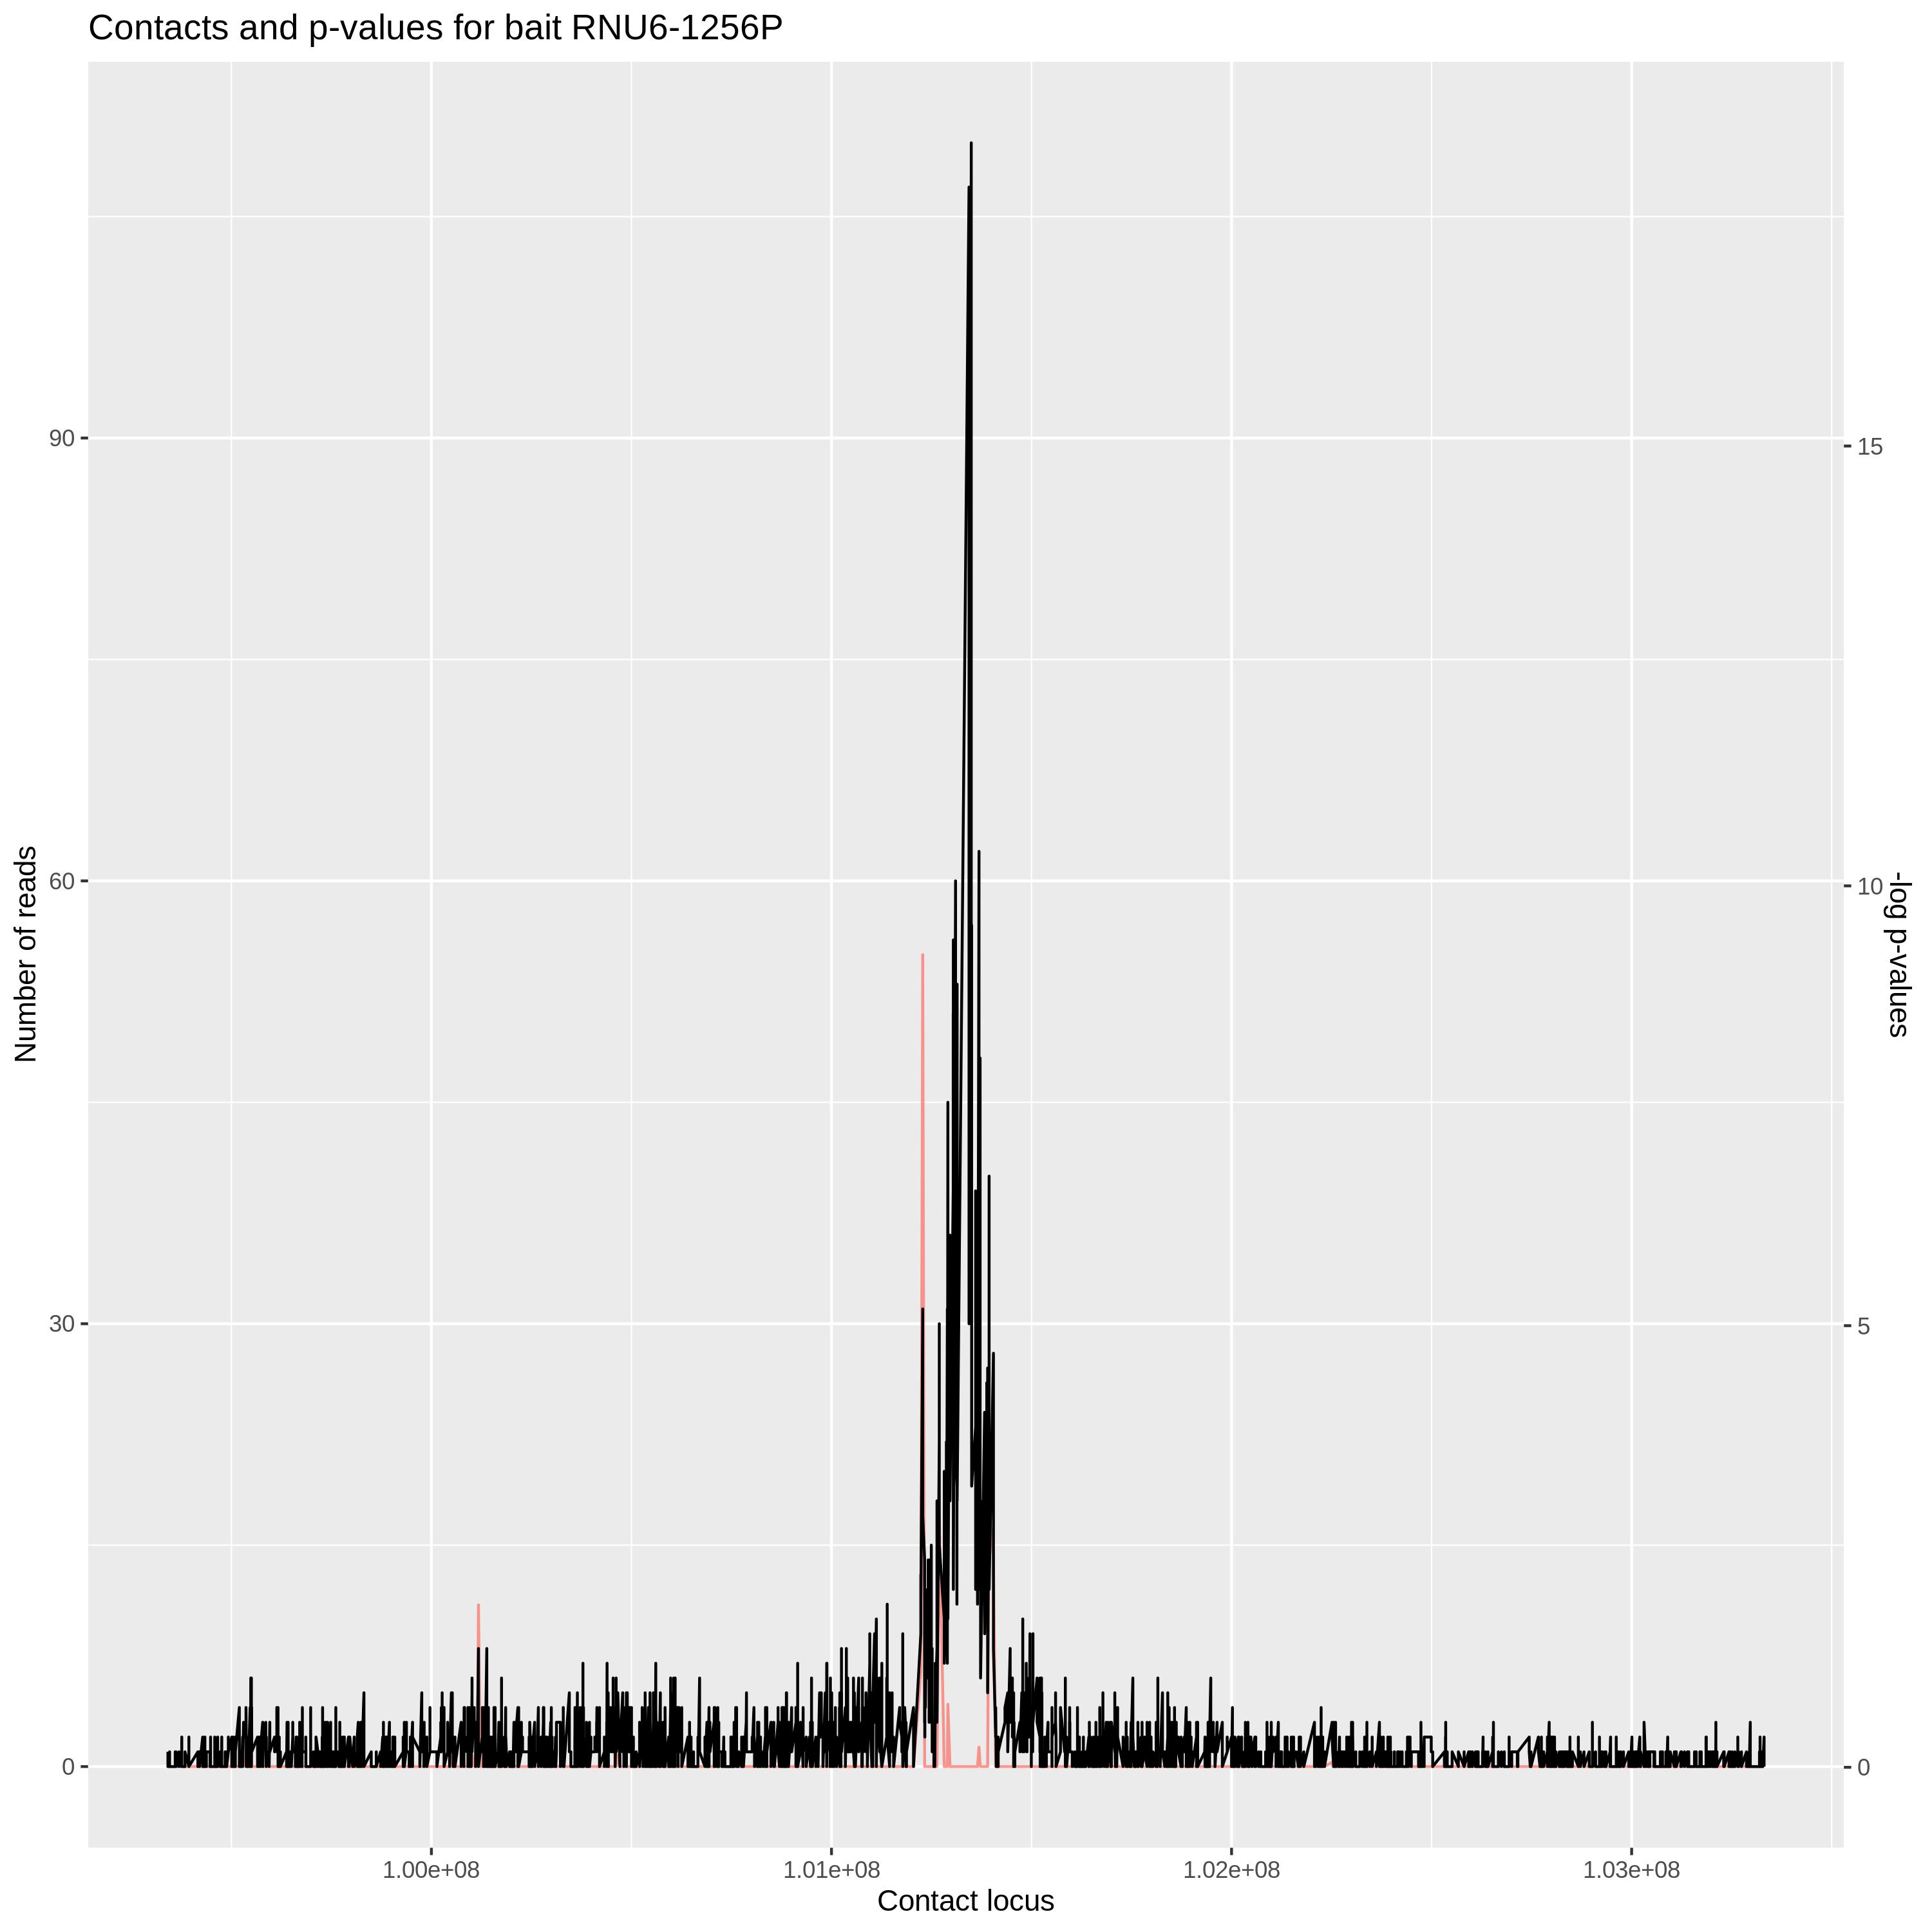 Contacts and p-values for bait RNU6-1256P
Number of reads
90
60
30
0
15
10
5
0
-log p-values
1.00e+08
1.01e+08
1.02e+08
1.03e+08
Contact locus